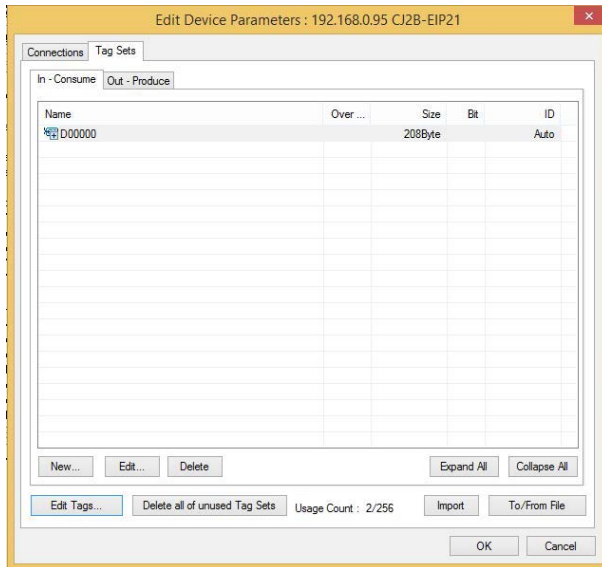 Edit Device Parameters : 192.168.0.95 CJ2B-EIP21
Connections Tag Sets
In - Consume Out - Produce
Name Over ... Size Bit ID
D00000 208Byte Auto
New... Edit... Delete Expand All Collapse All
Edit Tags... Delete all of unused Tag Sets Usage Count : 2/256 Import To/From File
OK Cancel